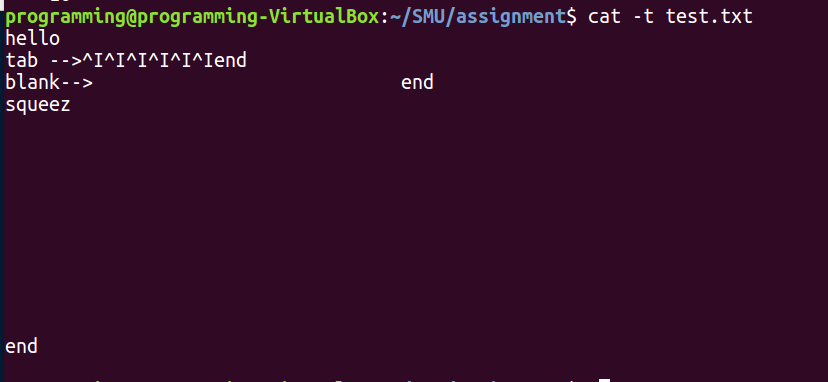 programming@programming-VirtualBox:~/SMU/assignment$ cat -t test.txt
hello
tab -->^I^I^I^I^I^Iend
blank-->                            end
squeez
end